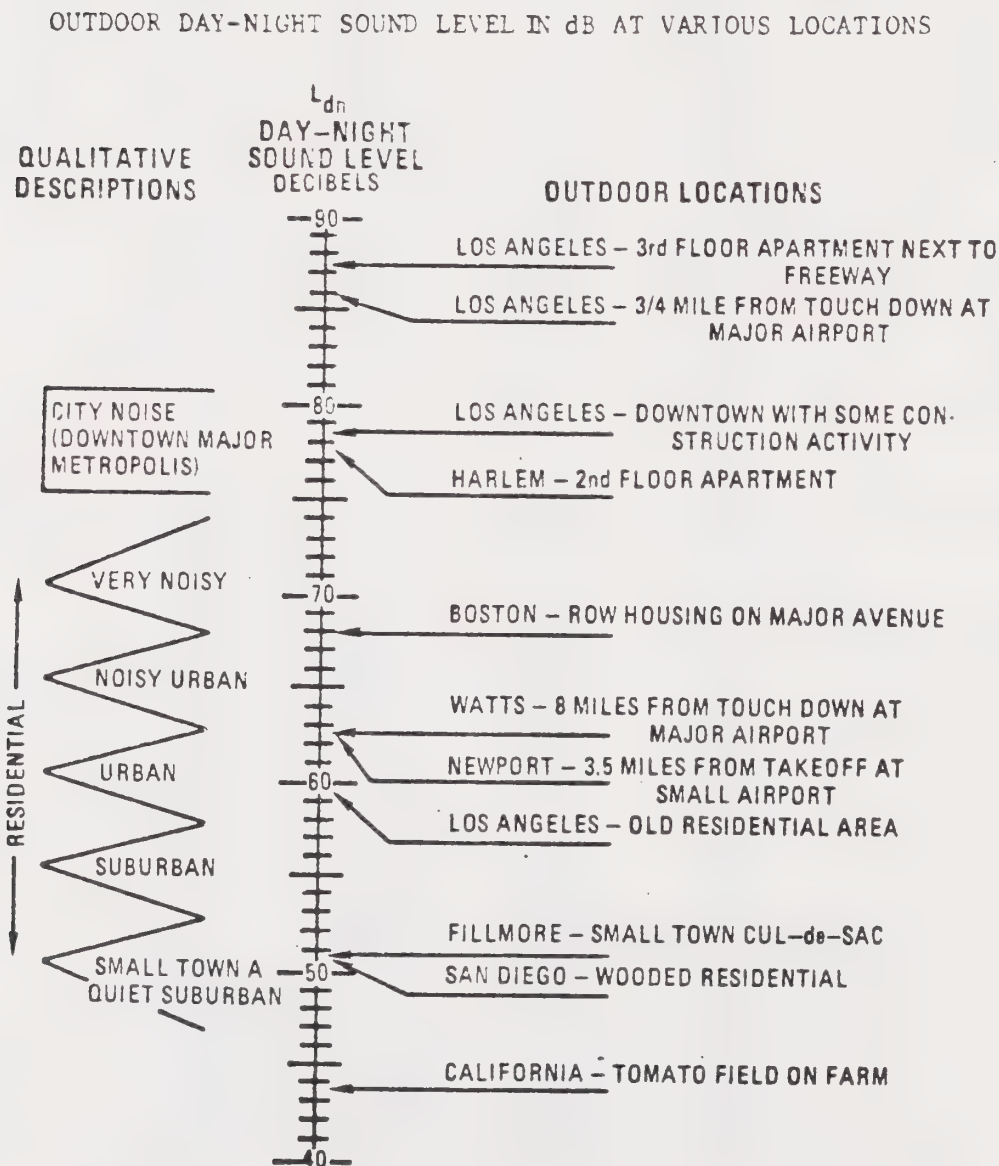 OUTDOOR DAY-NIGHT SOUND LEVEL IN dB AT VARIOUS LOCATIONS
Ldn
DAY-NIGHT
SOUND LEVEL
DECIBELS
QUALITATIVE
DESCRIPTIONS
OUTDOOR LOCATIONS
90
LOS ANGELES - 3rd FLOOR APARTMENT NEXT TO
FREEWAY
LOS ANGELES - 3/4 MILE FROM TOUCH DOWN AT
MAJOR AIRPORT
CITY NOISE
(DOWNTOWN MAJOR
METROPOLIS)
80
LOS ANGELES - DOWNTOWN WITH SOME CON-
STRUCTION ACTIVITY
HARLEM - 2nd FLOOR APARTMENT
RESIDENTIAL
VERY NOISY
70
BOSTON - ROW HOUSING ON MAJOR AVENUE
NOISY URBAN
WATTS - 8 MILES FROM TOUCH DOWN AT
MAJOR AIRPORT
URBAN
NEWPORT - 3.5 MILES FROM TAKEOFF AT
SMALL AIRPORT
60
LOS ANGELES - OLD RESIDENTIAL AREA
SUBURBAN
FILLMORE - SMALL TOWN CUL-de-SAC
SMALL TOWN A
QUIET SUBURBAN
50
SAN DIEGO - WOODED RESIDENTIAL
CALIFORNIA - TOMATO FIELD ON FARM
40